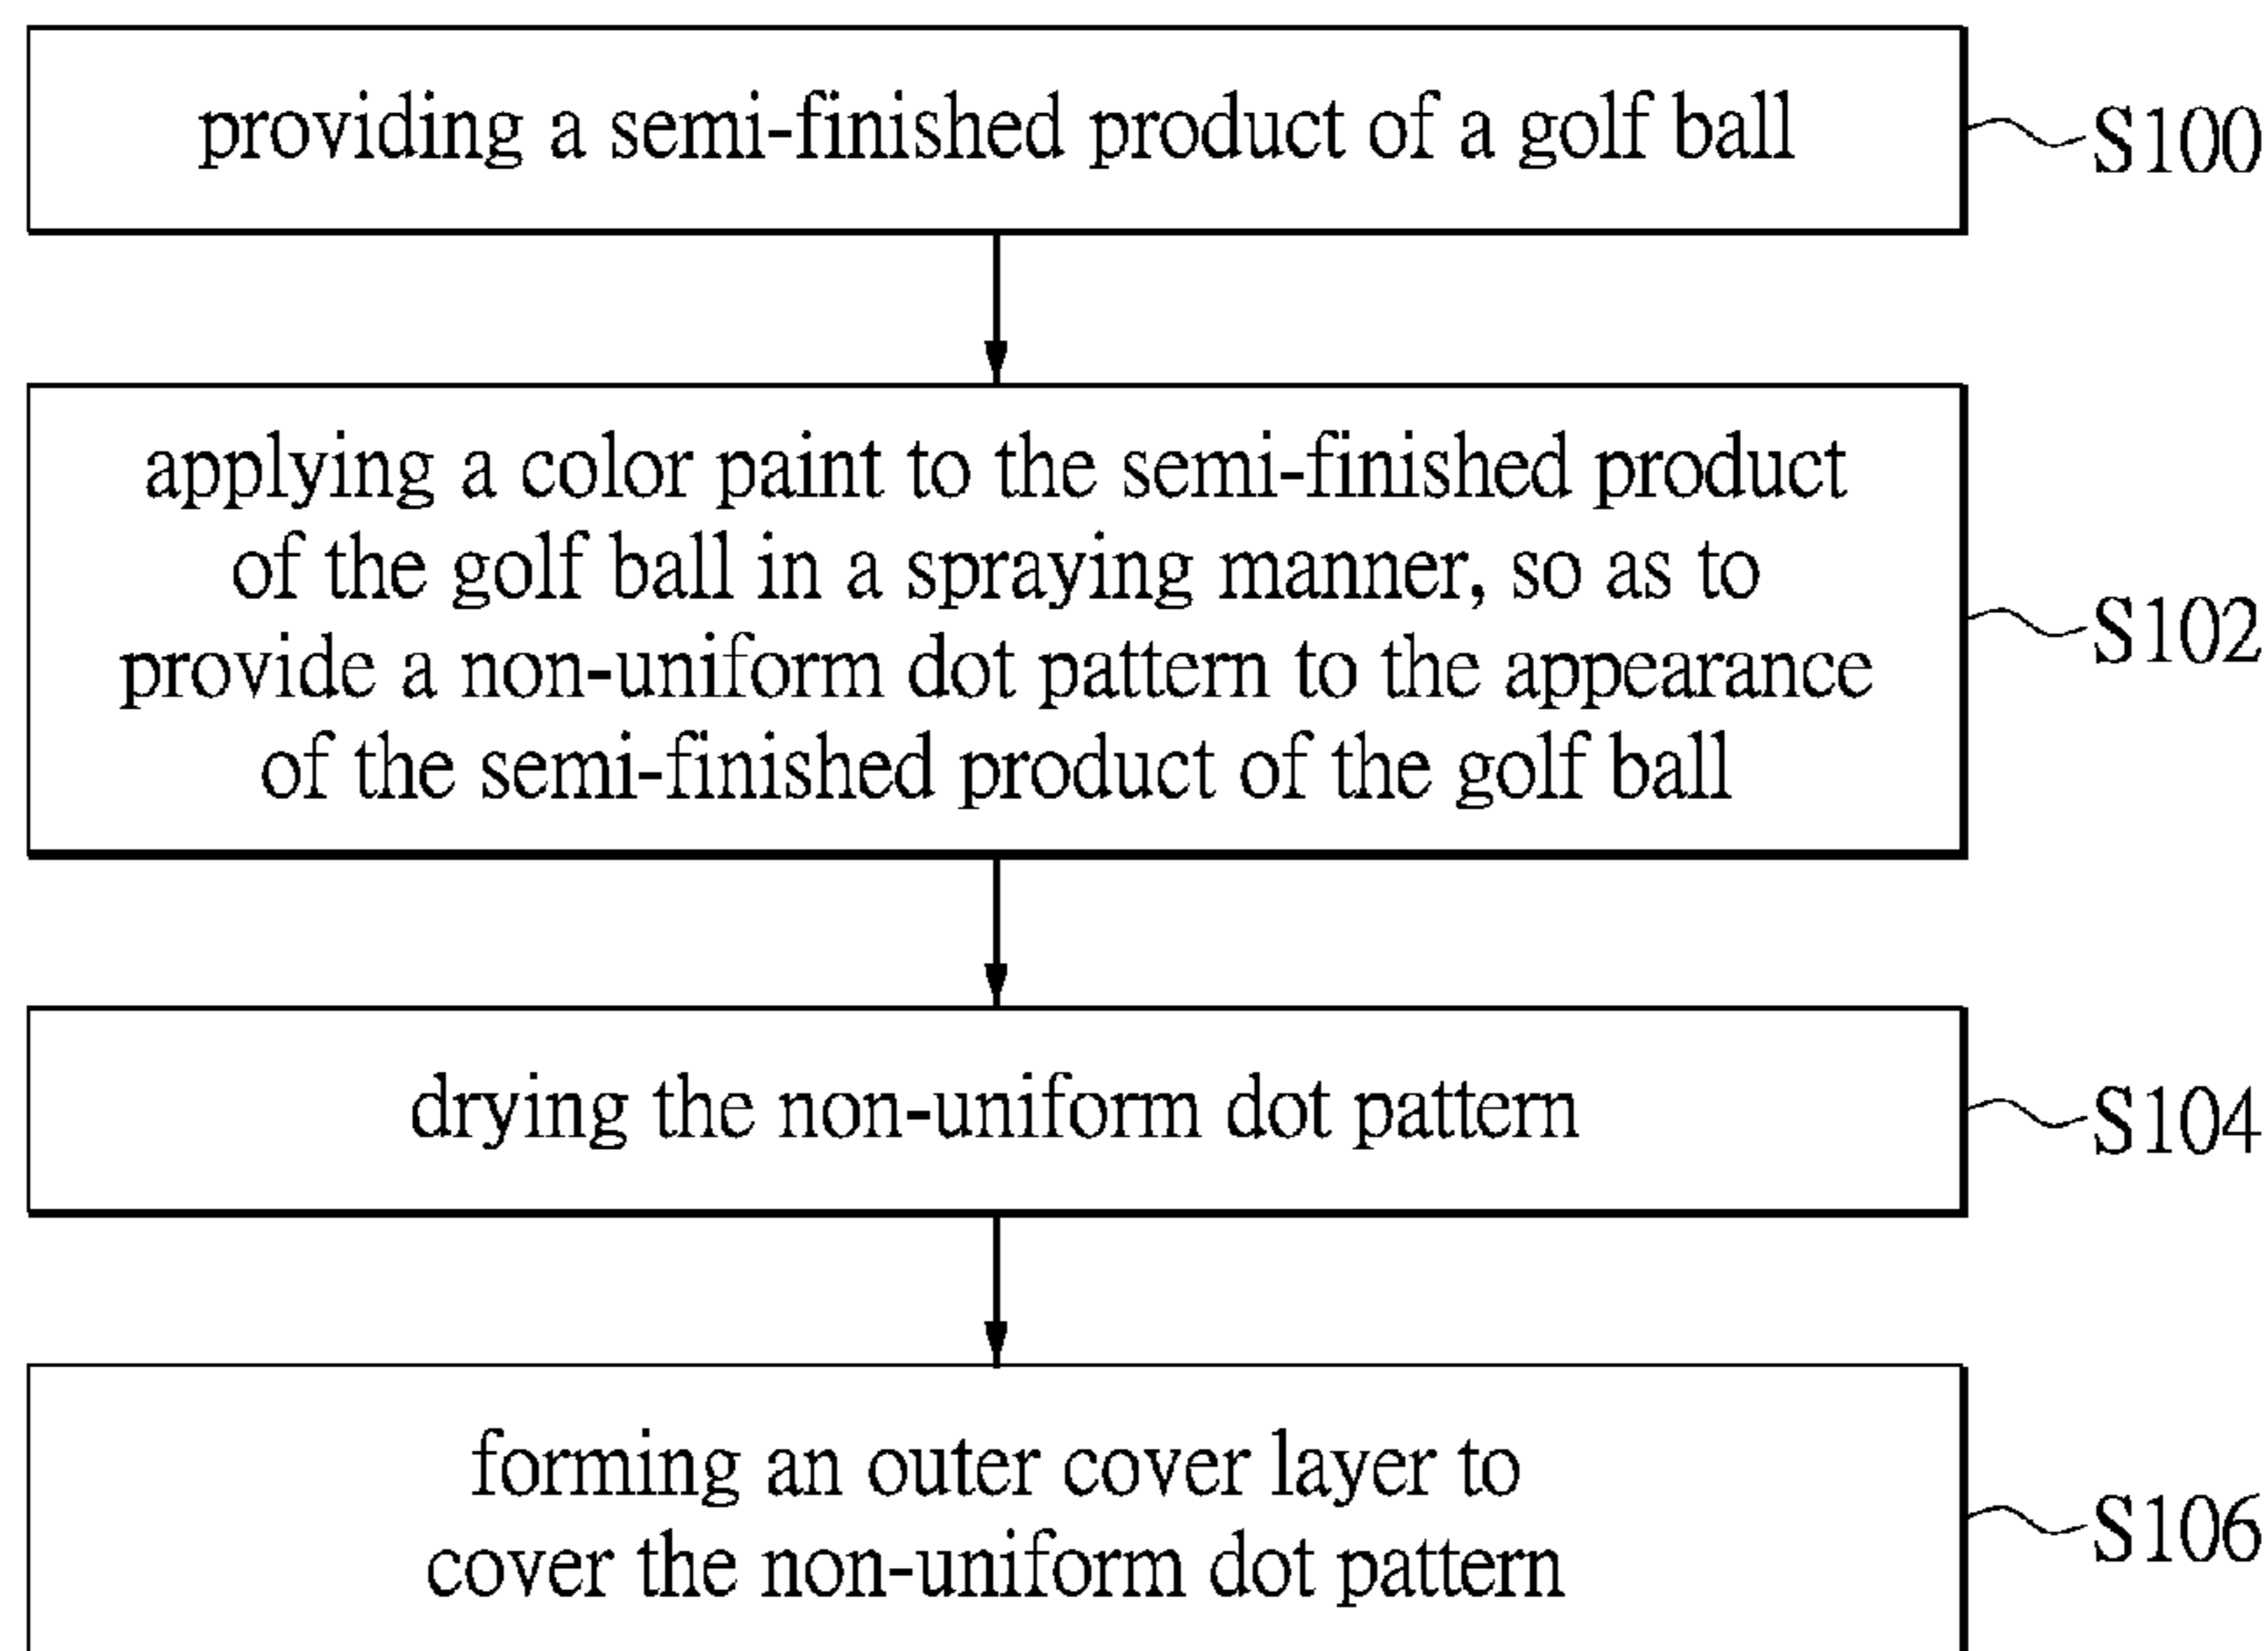 providing a semi-finished product of a golf ball
S100
applying a color paint to the semi-finished product
of the golf ball in a spraying manner, so as to
provide a non-uniform dot pattern to the appearance
of the semi-finished product of the golf ball
S102
drying the non-uniform dot pattern
S104
forming an outer cover layer to
cover the non-uniform dot pattern
S106